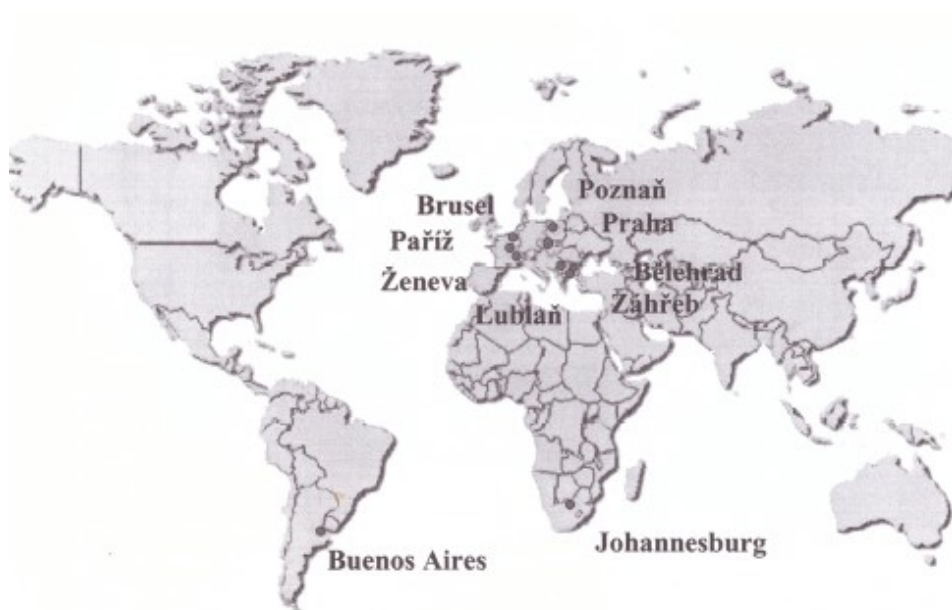 Poznaň
Brusel
Praha
Paříž
Bělehrad
Ženeva
Záhřeb
Lublaň
Johannesburg
Buenos Aires